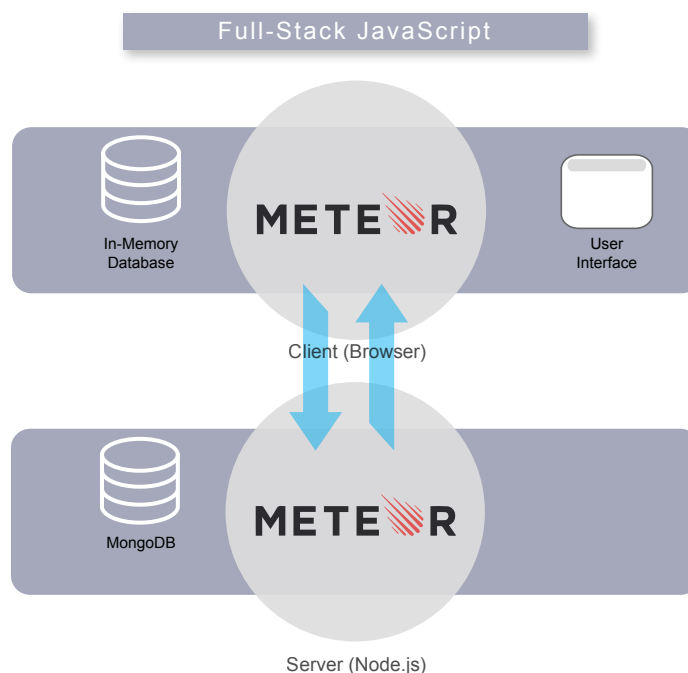 Full-Stack JavaScript
METEOR
In-Memory
Database
User
Interface
Client (Browser)
METEOR
MongoDB
Server (Node.js)